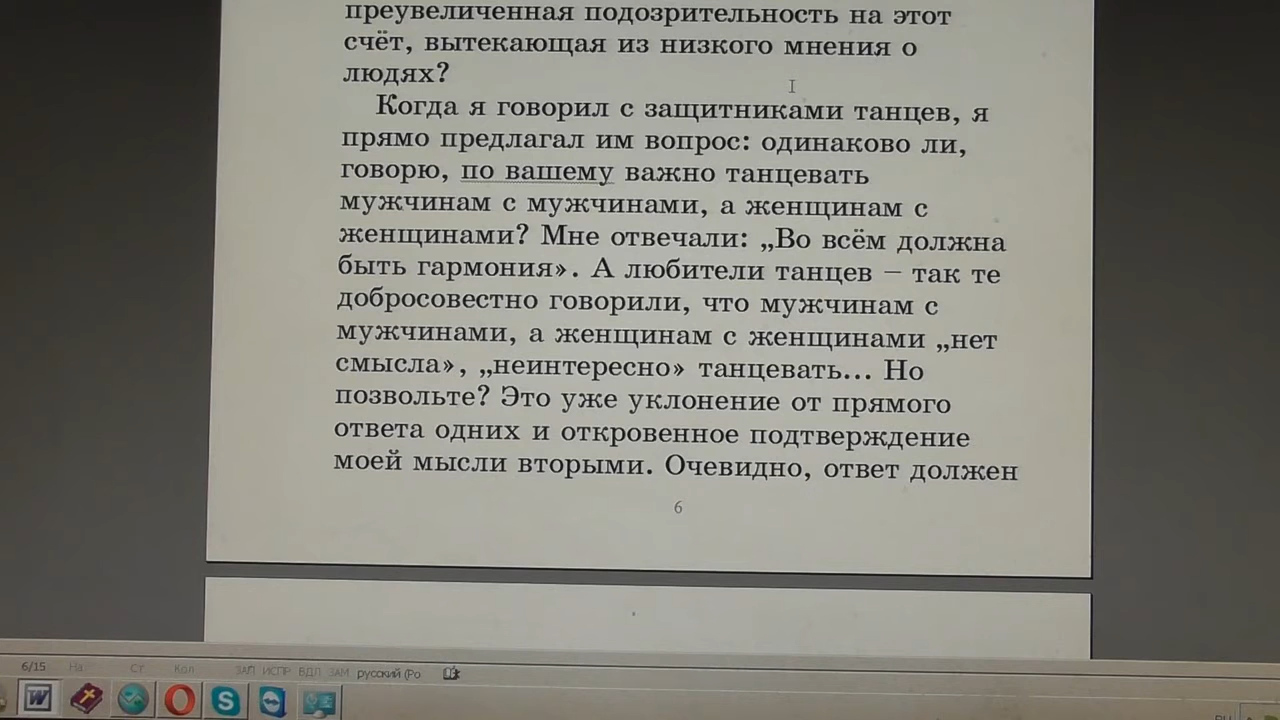 преувеличенная подозрительность на этот
счёт, вытекающая из низкого мнения о
людях?
Когда я говорил с защитниками танцев, я
прямо предлагал им вопрос: одинаково ли,
говорю, по вашему важно танцевать
мужчинам с мужчинами, а женщинам с
женщинами? Мне отвечали: „Во всём должна
быть гармония». А любители танцев – так те
добросовестно говорили, что мужчинам с
мужчинами, а женщинам с женщинами „нет
смысла», „неинтересно» танцевать... Но
позвольте? Это уже уклонение от прямого
ответа одних и откровенное подтверждение
моей мысли вторыми. Очевидно, ответ должен
6
6/15 На Ст Кол ЗАП ИСПР ВДЛ ЗАМ русский (Ро